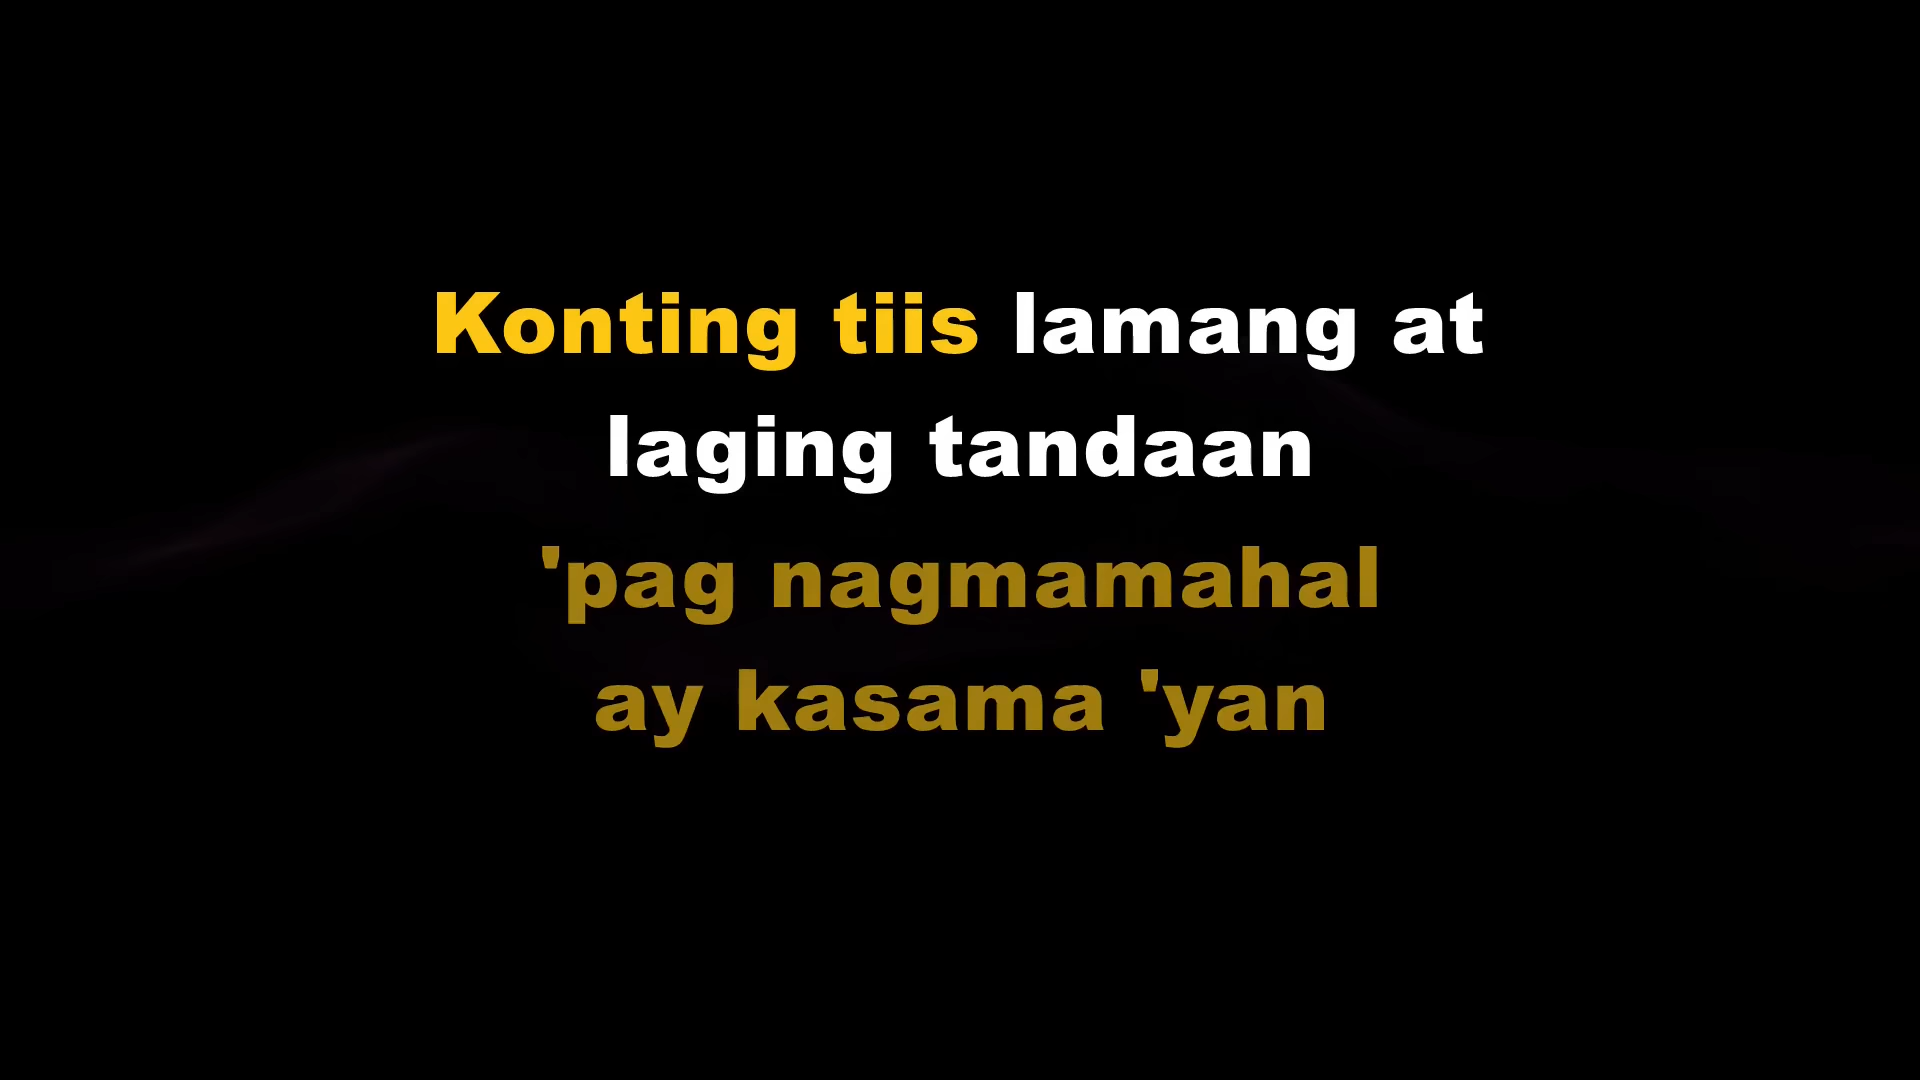 Konting tiis lamang at
laging tandaan
'pag nagmamahal
ay kasama 'yan